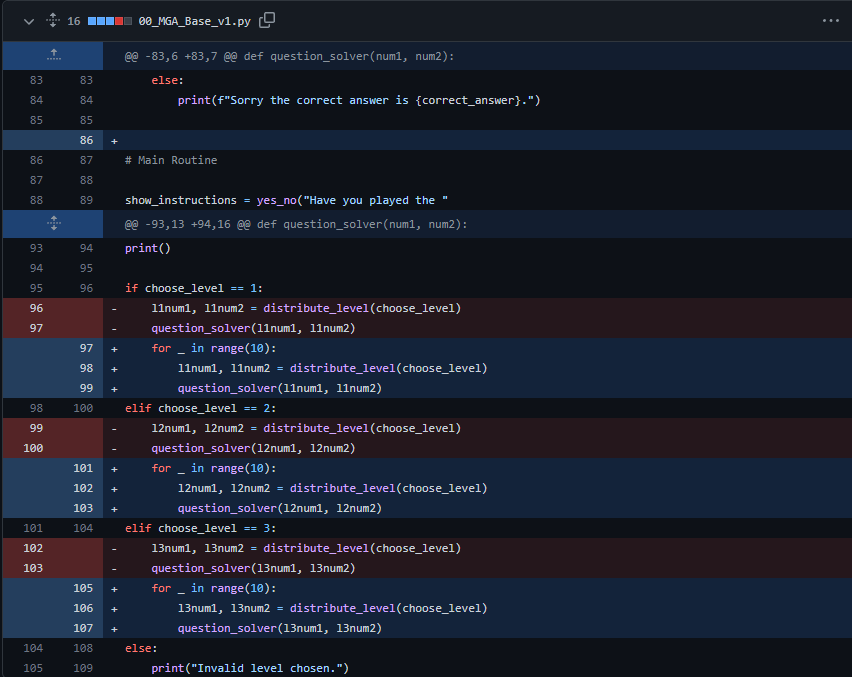 16 00_MGA_Base_v1.py
@@ -83,6 +83,7 @@ def question_solver(num1, num2):
83 83 else:
84 84 print(f"Sorry the correct answer is {correct_answer}.")
85 85
86 +
86 87 # Main Routine
87 88
88 89 show_instructions = yes_no("Have you played the "
@@ -93,13 +94,16 @@ def question_solver(num1, num2):
93 94 print()
94 95
95 96 if choose_level == 1:
96 - l1num1, l1num2 = distribute_level(choose_level)
97 - question_solver(l1num1, l1num2)
97 + for _ in range(10):
98 + l1num1, l1num2 = distribute_level(choose_level)
99 + question_solver(l1num1, l1num2)
98 100 elif choose_level == 2:
99 - l2num1, l2num2 = distribute_level(choose_level)
100 - question_solver(l2num1, l2num2)
101 + for _ in range(10):
102 + l2num1, l2num2 = distribute_level(choose_level)
103 + question_solver(l2num1, l2num2)
101 104 elif choose_level == 3:
102 - l3num1, l3num2 = distribute_level(choose_level)
103 - question_solver(l3num1, l3num2)
105 + for _ in range(10):
106 + l3num1, l3num2 = distribute_level(choose_level)
107 + question_solver(l3num1, l3num2)
104 108 else:
105 109 print("Invalid level chosen.")